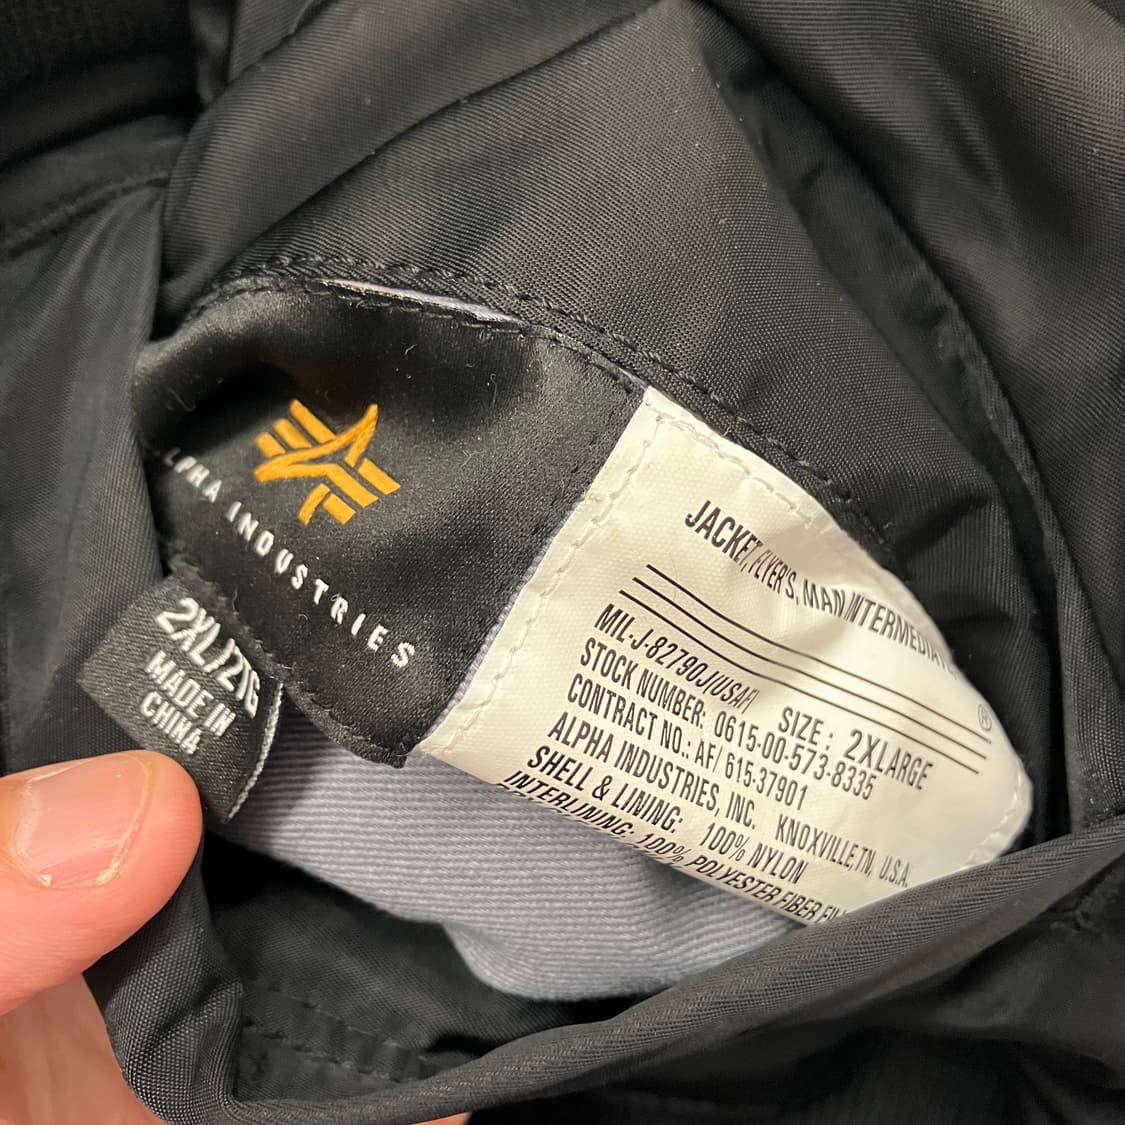 ALPHA INDUSTRIES
2XL/2TG
MADE IN
CHINA
JACKET, FLYER'S, MAN INTERMEDIATE
®
MIL-J-82790J(USAF) SIZE: 2XLARGE
STOCK NUMBER: 0615-00-573-8335
CONTRACT NO.: AF/ 615-37901
ALPHA INDUSTRIES, INC. KNOXVILLE, TN, U.S.A.
SHELL & LINING: 100% NYLON
INTERLINING: 100% POLYESTER FIBER